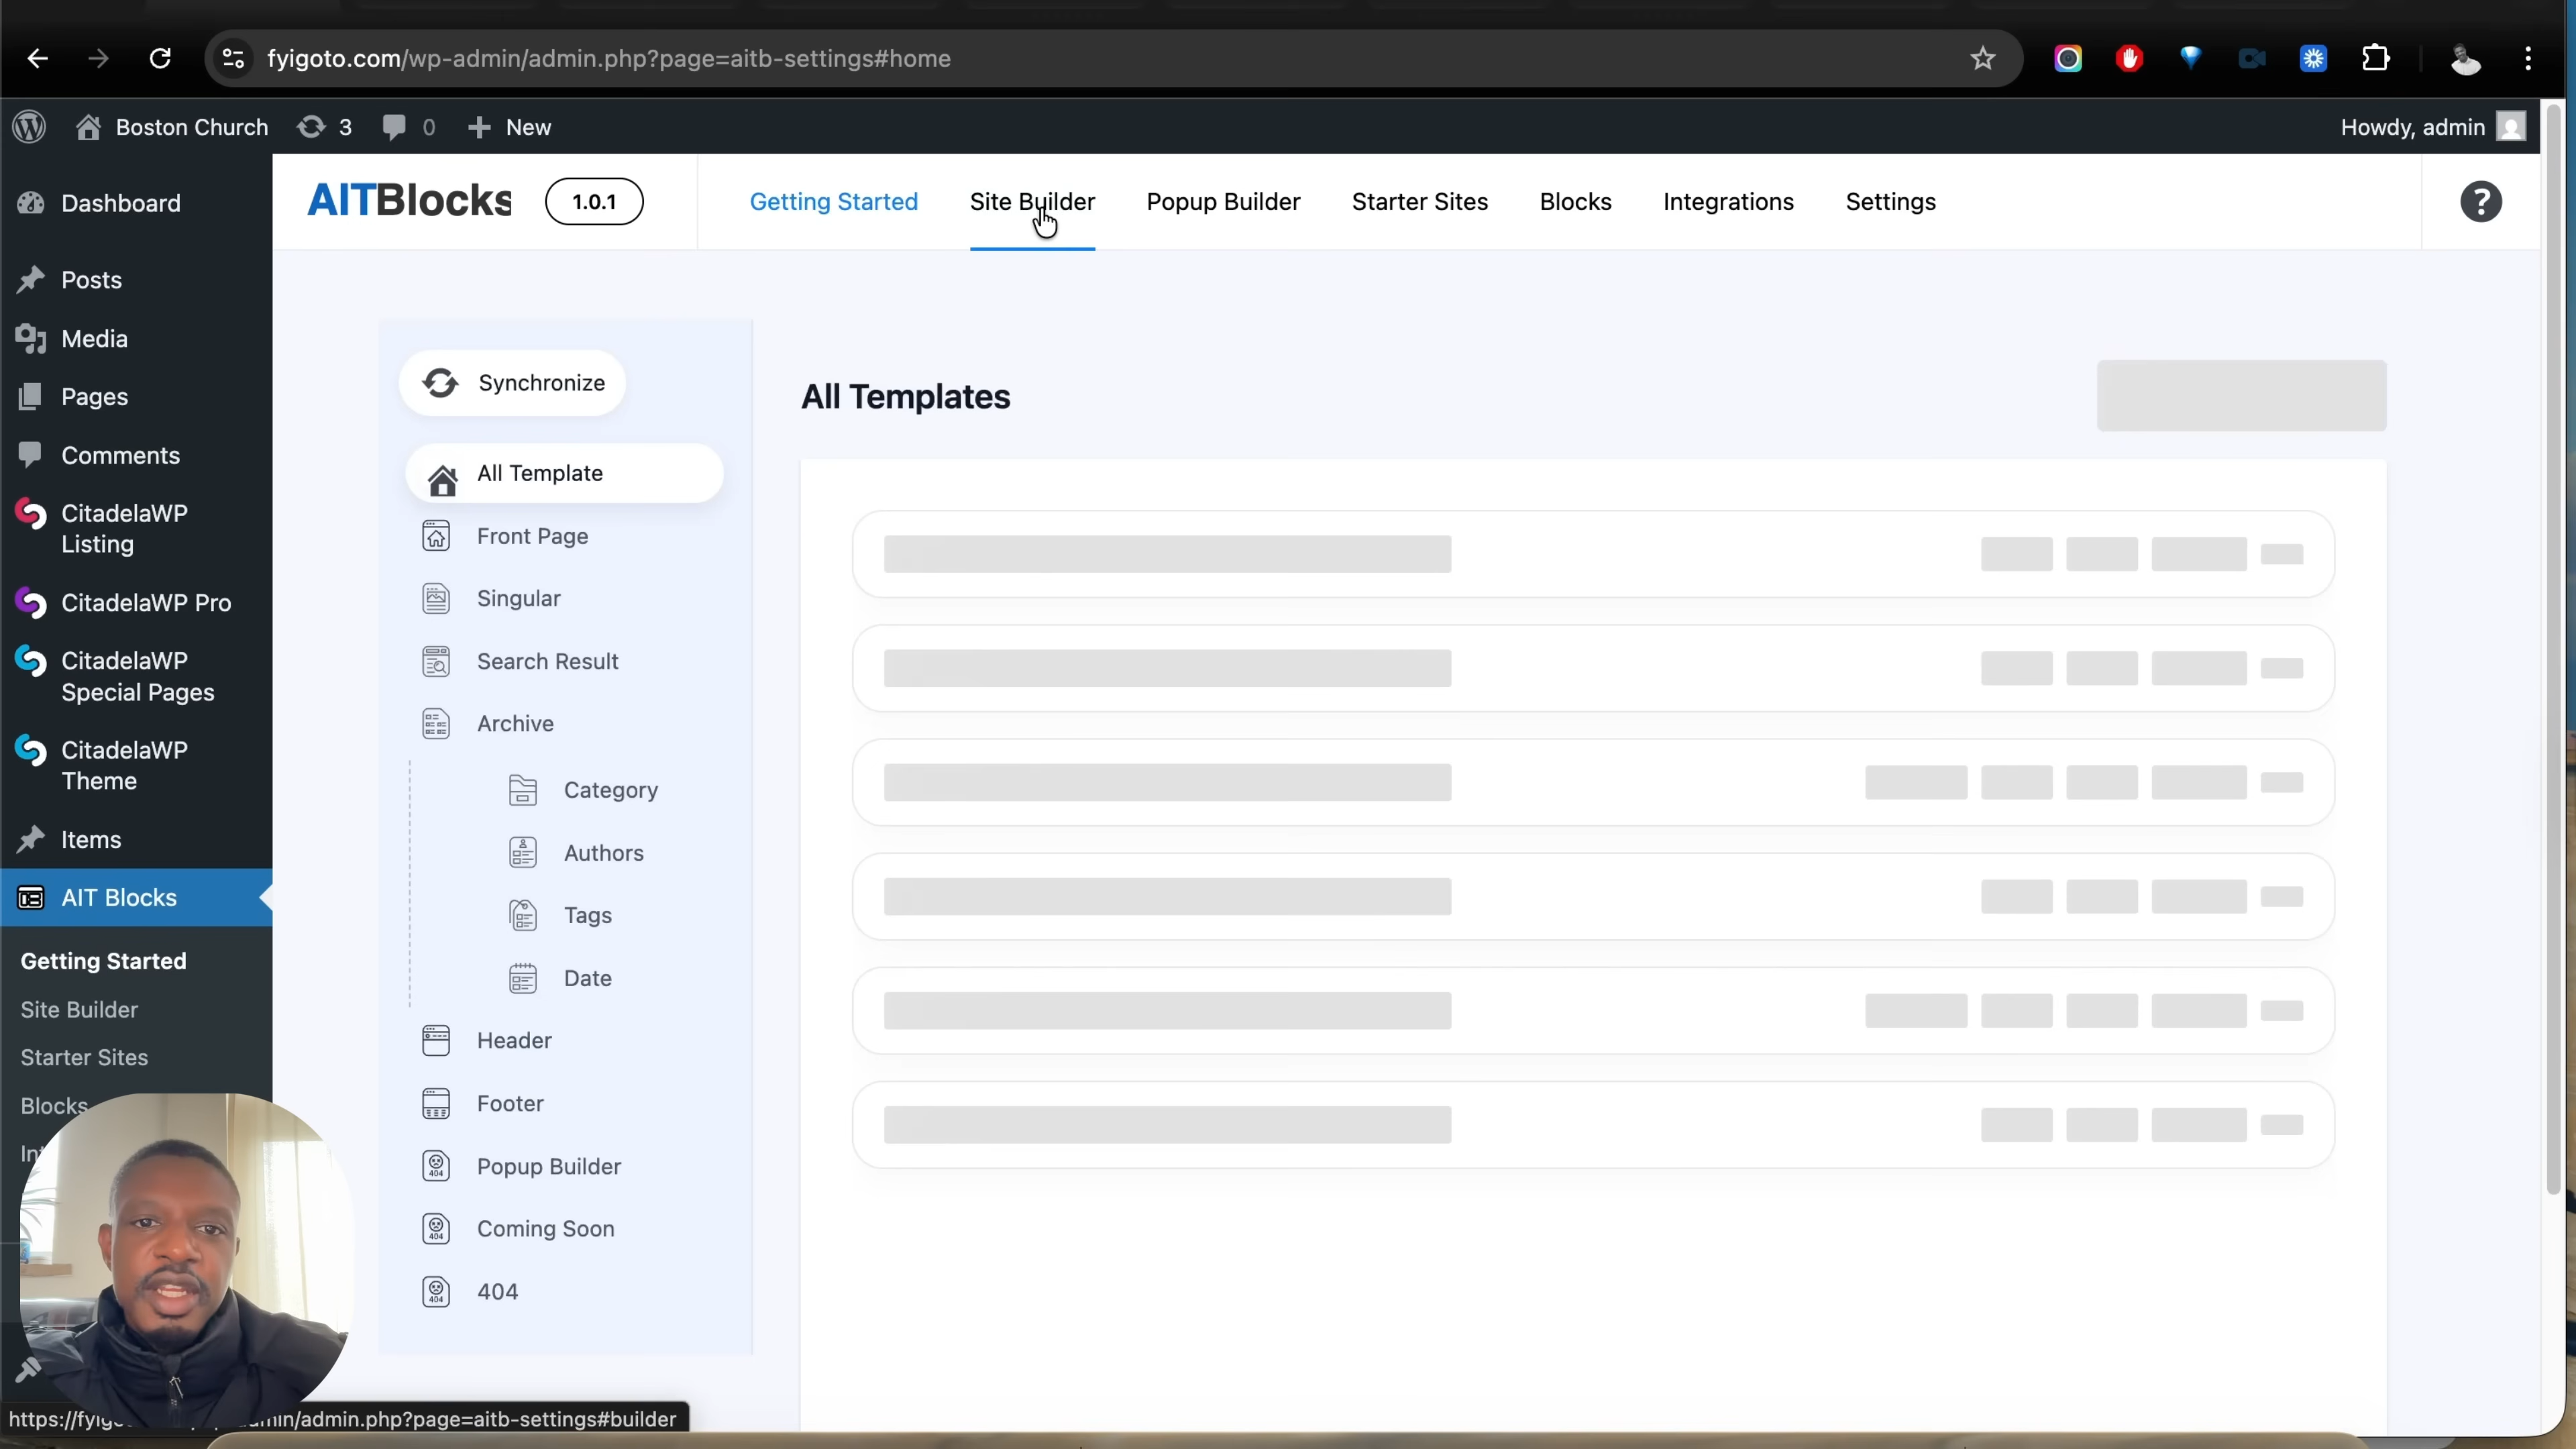 fyigoto.com/wp-admin/admin.php?page=aitb-settings#home
Boston Church
3
0
New
Howdy, admin
Dashboard
Posts
Media
Pages
Comments
CitadelaWP
Listing
CitadelaWP Pro
CitadelaWP
Special Pages
CitadelaWP
Theme
Items
AIT Blocks
Getting Started
Site Builder
Starter Sites
Blocks
AITBlocks
1.0.1
Getting Started
Site Builder
Popup Builder
Starter Sites
Blocks
Integrations
Settings
?
Synchronize
All Template
Front Page
Singular
Search Result
Archive
Category
Authors
Tags
Date
Header
Footer
404
Popup Builder
404
Coming Soon
404
404
All Templates
min/admin.php?page=aitb-settings#builder